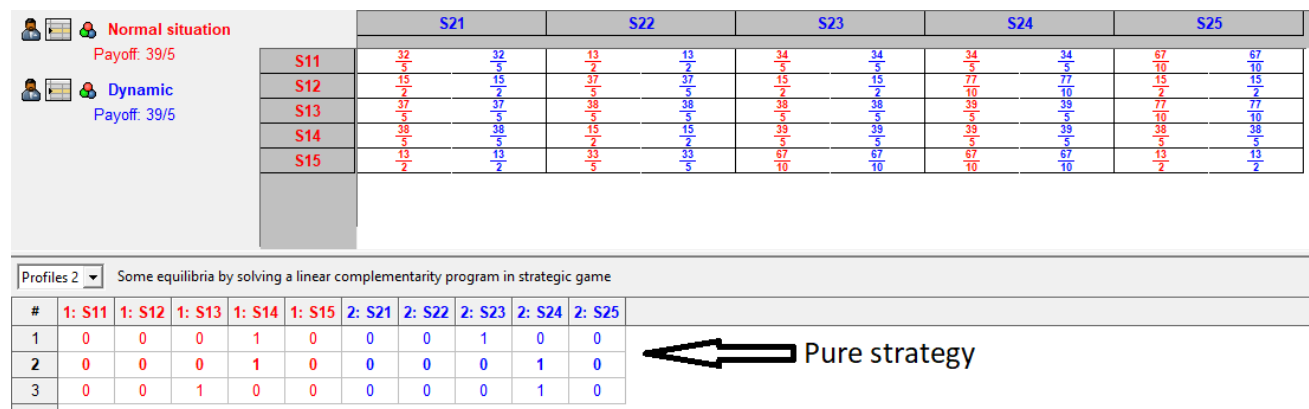 Normal situation
Payoff: 39/5
Dynamic
Payoff: 39/5
S21 S22 S23 S24 S25
S11 32/5 32/5 13/2 13/2 34/5 34/5 34/5 34/5 67/10 67/10
S12 15/2 15/2 37/5 37/5 15/2 15/2 77/10 77/10 15/2 15/2
S13 37/5 37/5 38/5 38/5 38/5 38/5 39/5 39/5 77/10 77/10
S14 38/5 38/5 15/2 15/2 39/5 39/5 39/5 39/5 38/5 38/5
S15 13/2 13/2 33/5 33/5 67/10 67/10 67/10 67/10 13/2 13/2
Profiles 2 Some equilibria by solving a linear complementarity program in strategic game
# 1: S11 1: S12 1: S13 1: S14 1: S15 2: S21 2: S22 2: S23 2: S24 2: S25
1 0 0 0 1 0 0 0 1 0 0
2 0 0 0 1 0 0 0 0 1 0
3 0 0 1 0 0 0 0 0 1 0
Pure strategy